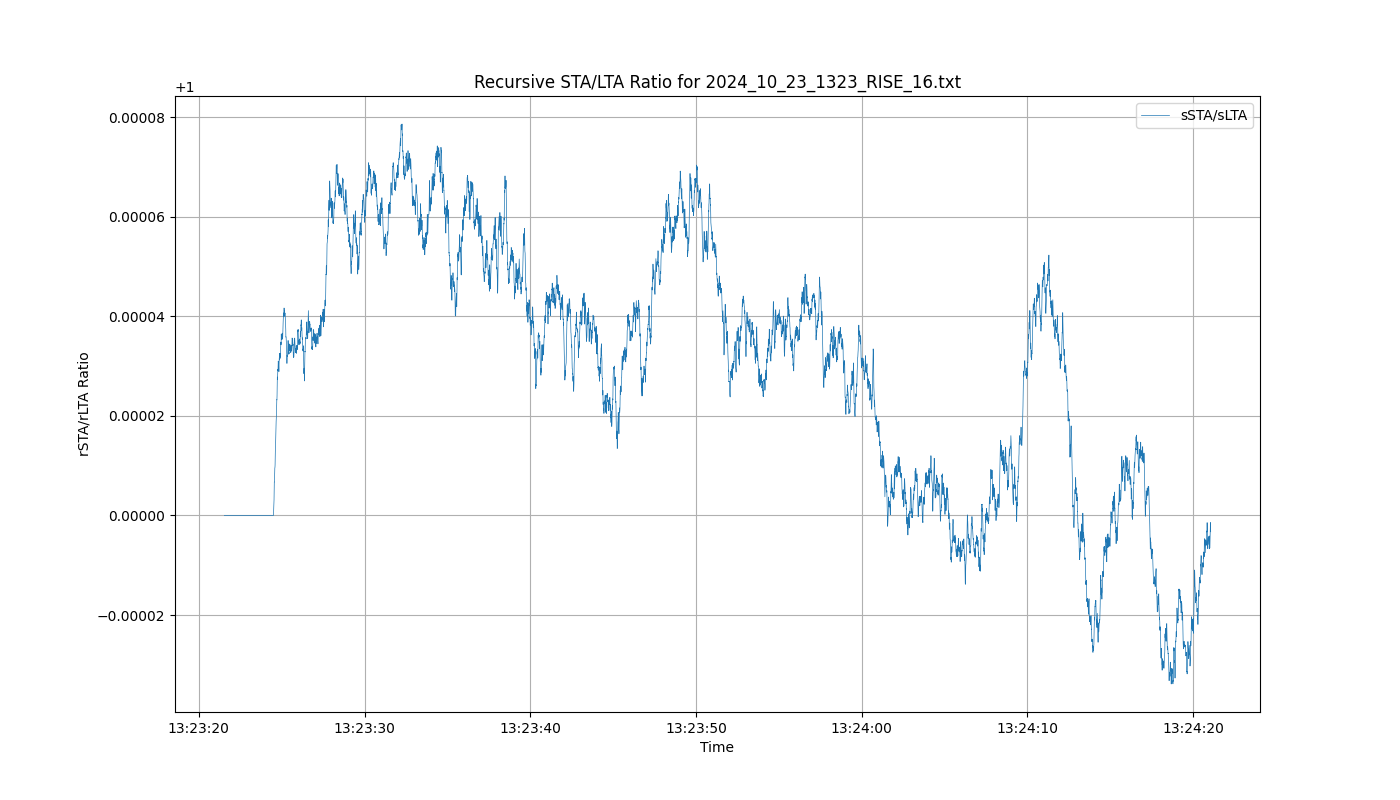 Recursive STA/LTA Ratio for 2024_10_23_1323_RISE_16.txt
+1
sSTA/sLTA
0.00008
0.00006
0.00004
0.00002
0.00000
−0.00002
rSTA/rLTA Ratio
13:23:20 13:23:30 13:23:40 13:23:50 13:24:00 13:24:10 13:24:20
Time